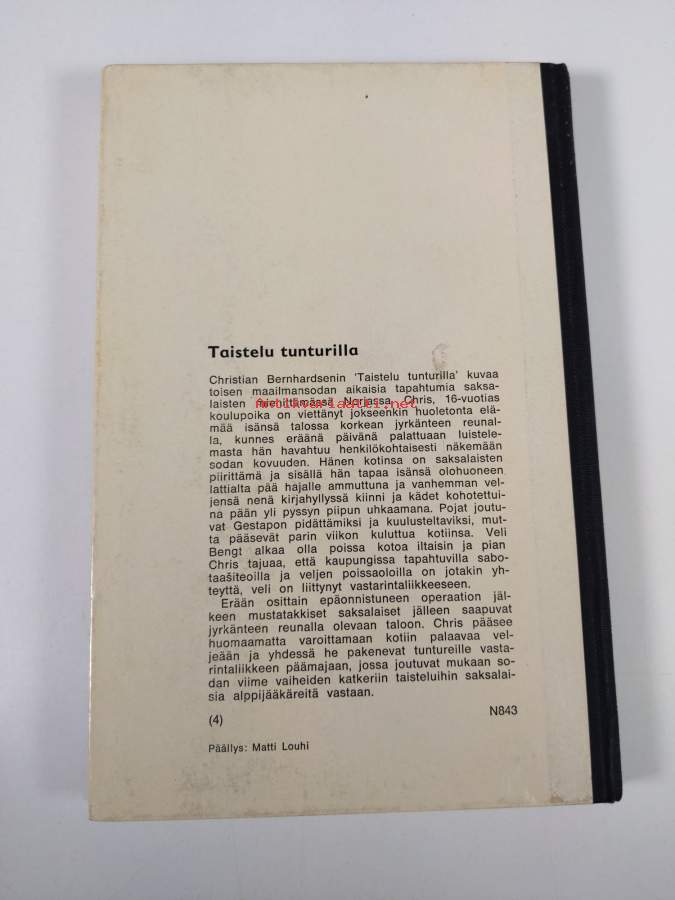 Taistelu tunturilla
Christian Bernhardsenin 'Taistelu tunturilla' kuvaa
toisen maailmansodan aikaisia tapahtumia saksa-
laisten miehittämässä Norjassa. Chris, 16-vuotias
antikvariaatti.net
koulupoika on viettänyt jokseenkin huoletonta elä-
mää isänsä talossa korkean jyrkänteen reunal-
la, kunnes eräänä päivänä palattuaan luistele-
masta hän havahtuu henkilökohtaisesti näkemään
sodan kovuuden. Hänen kotinsa on saksalaisten
piirittämä ja sisällä hän tapaa isänsä olohuoneen
lattialta pää hajalle ammuttuna ja vanhemman vel-
jensä nenä kirjahyllyssä kiinni ja kädet kohotettui-
na pään yli pyssyn piipun uhkaamana. Pojat joutu-
vat Gestapon pidättämiksi ja kuulusteltaviksi, mut-
ta pääsevät parin viikon kuluttua kotiinsa. Veli
Bengt alkaa olla poissa kotoa iltaisin ja pian
Chris tajuaa, että kaupungissa tapahtuvilla sabo-
taašiteoilla ja veljen poissaoloilla on jotakin yh-
teyttä, veli on liittynyt vastarintaliikkeeseen.
Erään osittain epäonnistuneen operaation jäl-
keen mustatakkiset saksalaiset jälleen saapuvat
jyrkänteen reunalla olevaan taloon. Chris pääsee
huomaamatta varoittamaan kotiin palaavaa vel-
jeään ja yhdessä he pakenevat tuntureille vasta-
rintaliikkeen päämajaan, jossa joutuvat mukaan so-
dan viime vaiheiden katkeriin taisteluihin saksalai-
sia alppijääkäreitä vastaan.
(4) N843
Päällys: Matti Louhi